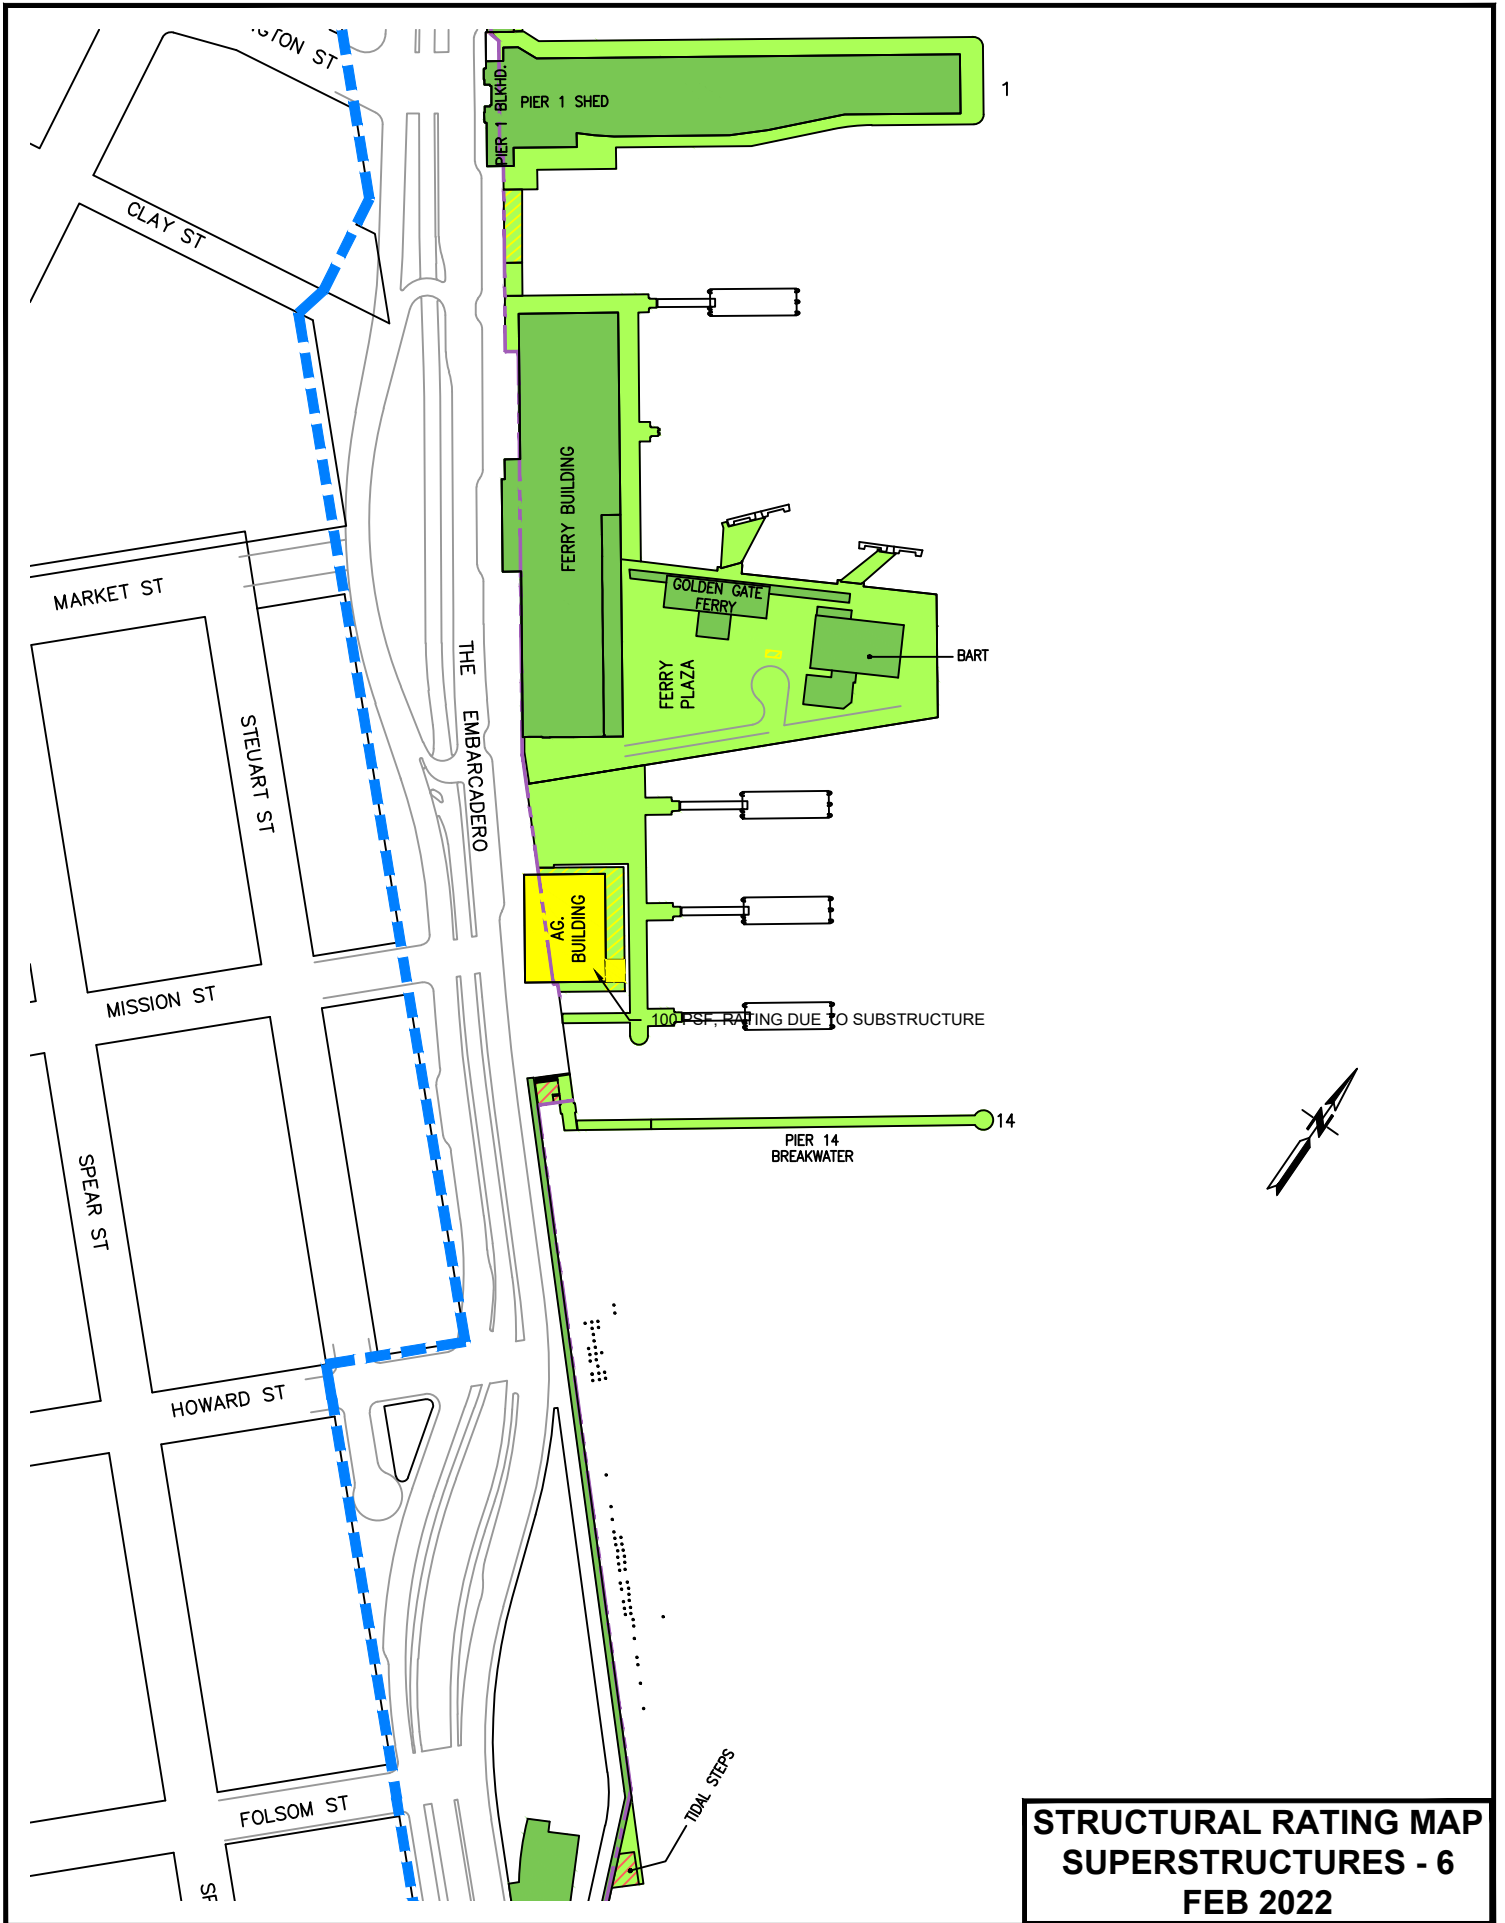 GTON ST
PIER 1 BLKHD.
PIER 1 SHED
1
CLAY ST
FERRY BUILDING
MARKET ST
GOLDEN GATE
FERRY
BART
FERRY
PLAZA
THE EMBARCADERO
STEUART ST
AG.
BUILDING
MISSION ST
100 PSF, RATING DUE TO SUBSTRUCTURE
14
PIER 14
BREAKWATER
N
SPEAR ST
HOWARD ST
TIDAL STEPS
FOLSOM ST
STRUCTURAL RATING MAP
SUPERSTRUCTURES - 6
FEB 2022